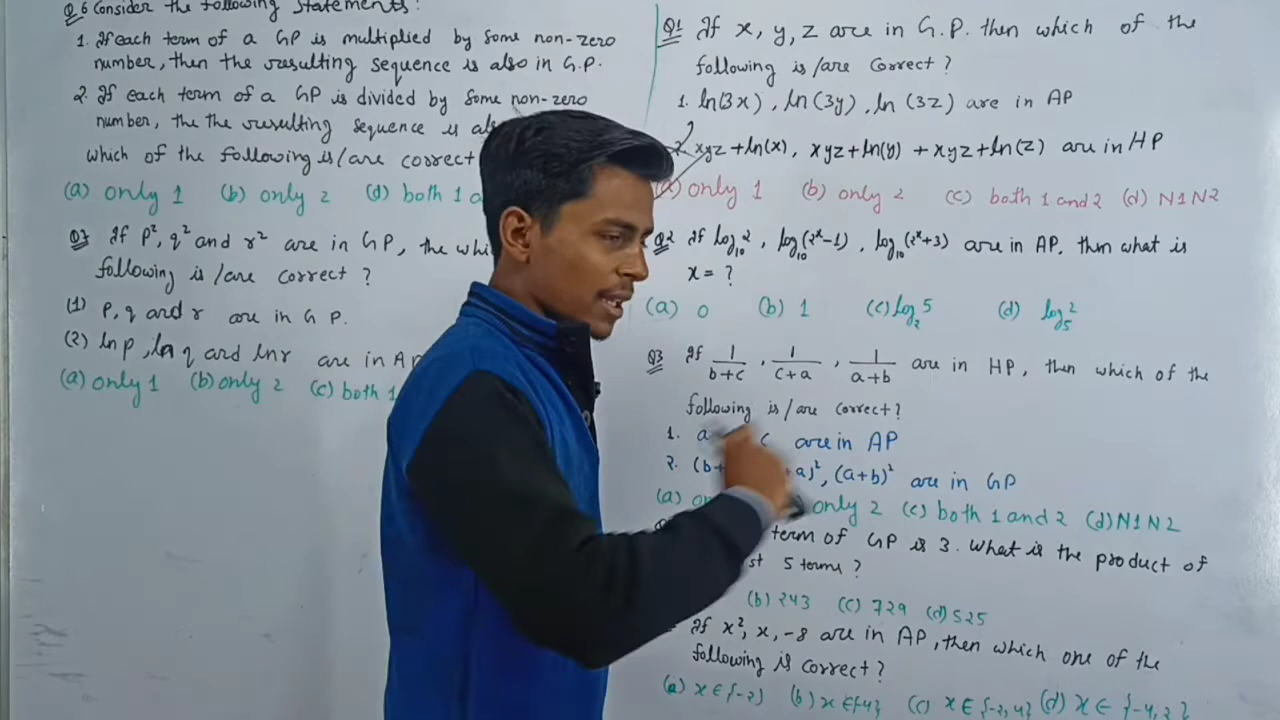 Q6 Consider the following statements:
1. If each term of a GP is multiplied by some non-zero
number, then the resulting sequence is also in G.P.
2. If each term of a GP is divided by some non-zero
number, the the resulting sequence is
which of the following is/are correct
(a) only 1 (b) only 2 (d) both 1
Q7 If P², q² and r² are in GP, the
following is/are correct ?
(1) P, q and r are in G P.
(2) ln p, ln q and ln r are in AP
(a) only 1 (b) only 2 (c) both 1
Q1 If x, y, z are in G.P. then which of the
following is/are correct ?
1. ln(3x), ln(3y), ln(3z) are in AP
2. xyz+ln(x), xyz+ln(y) + xyz+ln(z) are in HP
(a) only 1 (b) only 2 (c) both 1 and 2 (d) N1N2
Q2 If log₁₀2, log₁₀(2ˣ-1), log₁₀(2ˣ+3) are in AP, then what is
x = ?
(a) 0 (b) 1 (c) log₂5 (d) log₅2
Q3 If 1/(b+c), 1/(c+a), 1/(a+b) are in HP, then which of the
following is/are correct?
1. a c are in AP
2. (b+ a)², (a+b)² are in GP
(a) only 2 (c) both 1 and 2 (d) N1N2
term of GP is 3. What is the product of
5 terms ?
(b) 243 (c) 729 (d) 525
If x², x, -8 are in AP, then which one of the
following is correct ?
(a) x∈{-2} (b) x∈{4} (c) x∈{-2,4} (d) x∈{-4,2}